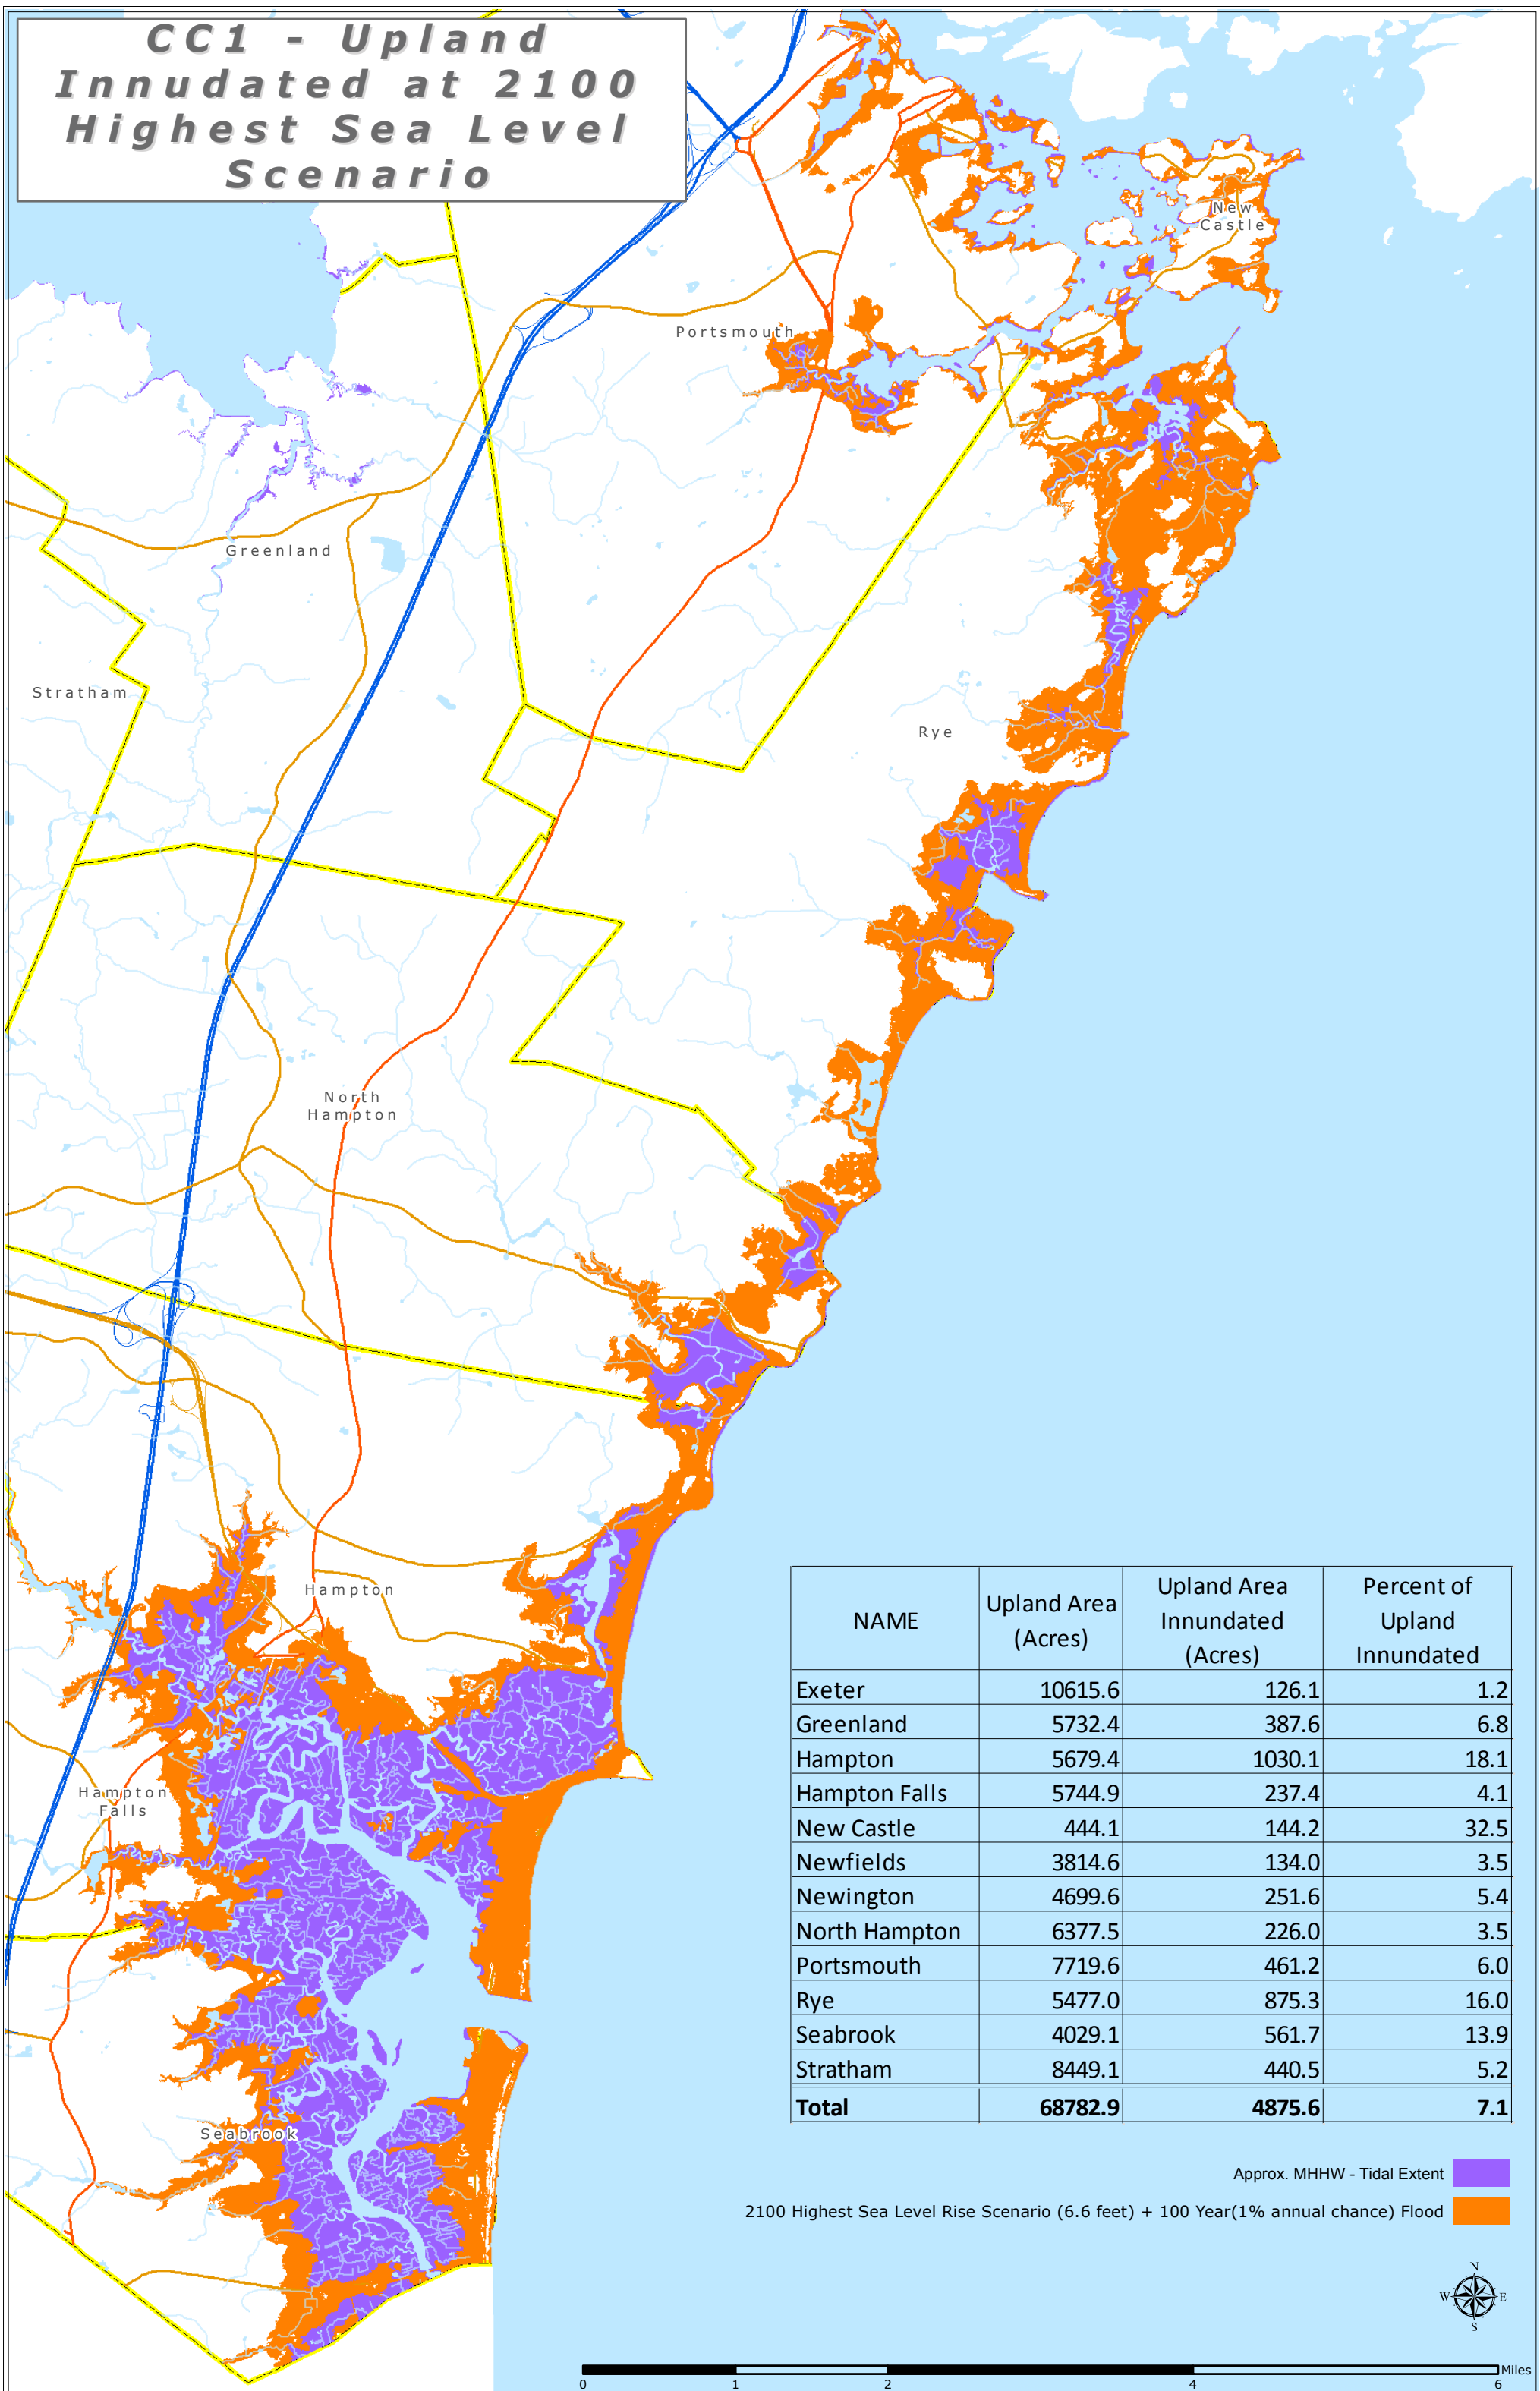 CC1 - Upland
Innudated at 2100
Highest Sea Level
Scenario
New
Castle
Portsmouth
Greenland
Stratham
Rye
North
Hampton
Hampton
Hampton
Falls
Seabrook
NAME Upland Area (Acres) Upland Area Innundated (Acres) Percent of Upland Innundated
Exeter 10615.6 126.1 1.2
Greenland 5732.4 387.6 6.8
Hampton 5679.4 1030.1 18.1
Hampton Falls 5744.9 237.4 4.1
New Castle 444.1 144.2 32.5
Newfields 3814.6 134.0 3.5
Newington 4699.6 251.6 5.4
North Hampton 6377.5 226.0 3.5
Portsmouth 7719.6 461.2 6.0
Rye 5477.0 875.3 16.0
Seabrook 4029.1 561.7 13.9
Stratham 8449.1 440.5 5.2
Total 68782.9 4875.6 7.1
Approx. MHHW - Tidal Extent
2100 Highest Sea Level Rise Scenario (6.6 feet) + 100 Year(1% annual chance) Flood
N
W E
S
Miles
0 1 2 4 6